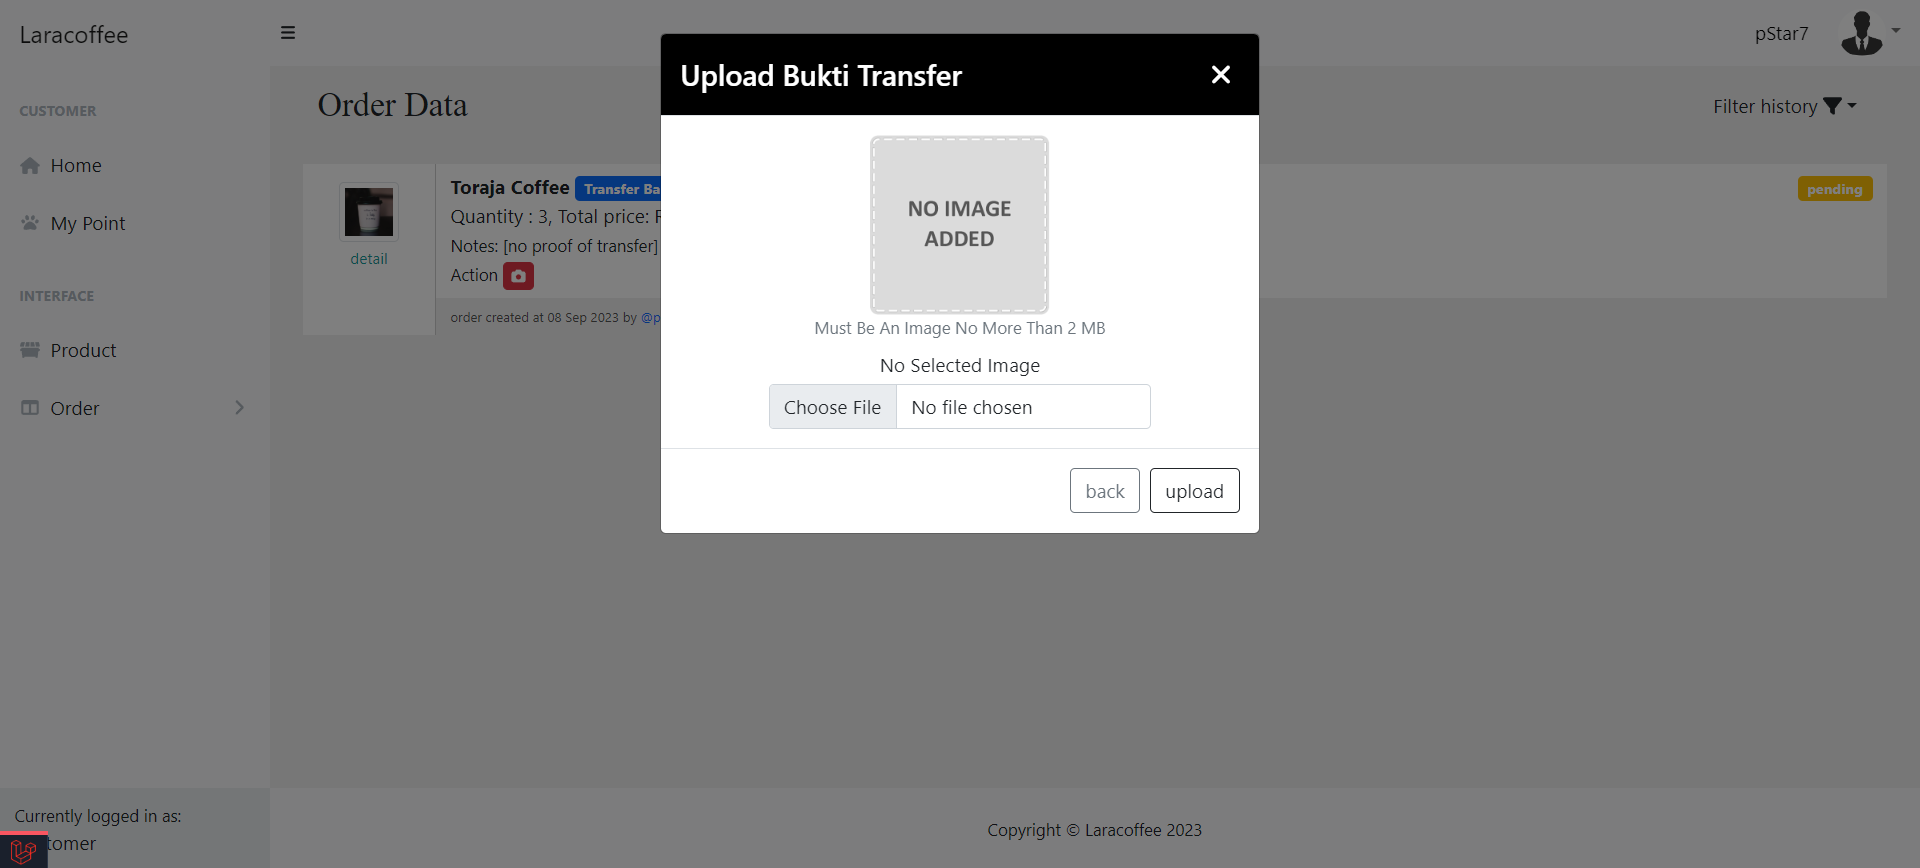 Laracoffee
pStar7
CUSTOMER
Home
My Point
INTERFACE
Product
Order
Order Data
Filter history
detail
Toraja Coffee Transfer
Quantity : 3, Total price:
Notes: [no proof of transfer]
Action
order created at 08 Sep 2023 by
pending
Upload Bukti Transfer
NO IMAGE
ADDED
Must Be An Image No More Than 2 MB
No Selected Image
Choose File No file chosen
back upload
Currently logged in as:
Copyright © Laracoffee 2023